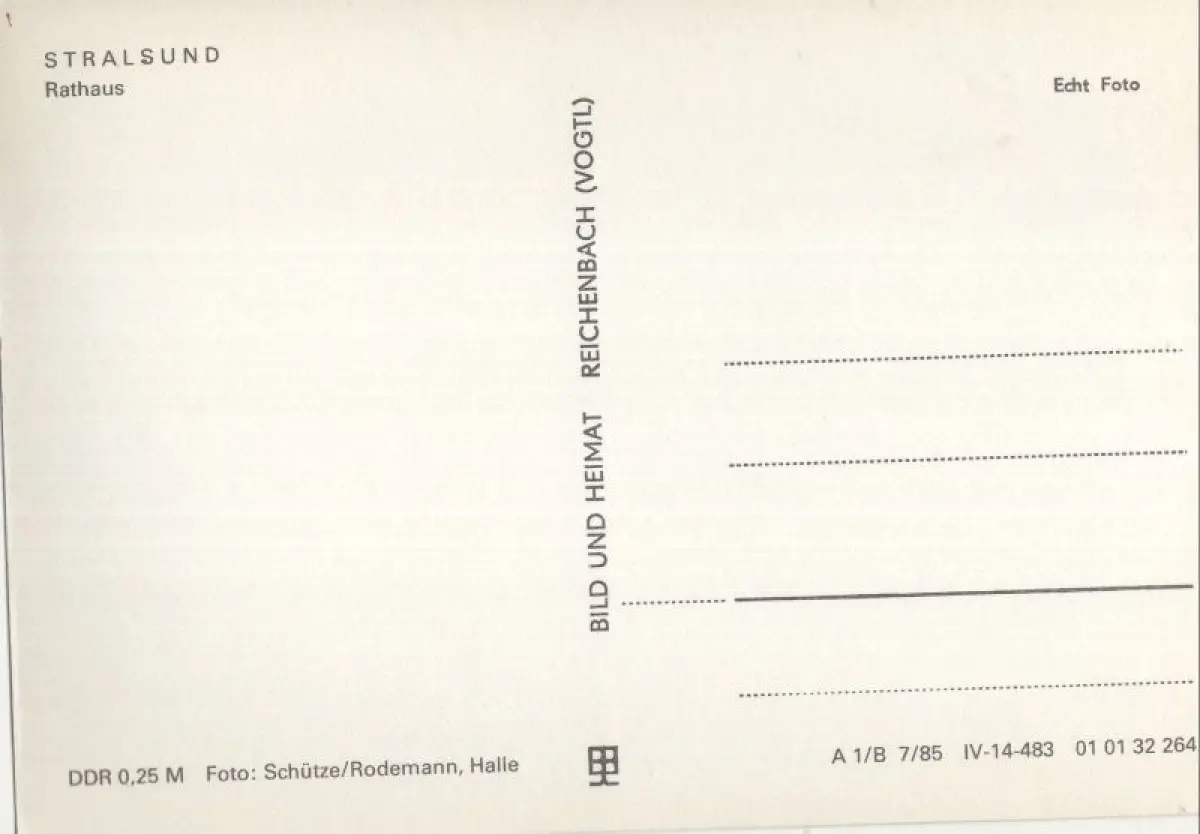 STRALSUND
Rathaus
Echt Foto
BILD UND HEIMAT REICHENBACH (VOGTL)
DDR 0,25 M Foto: Schütze/Rodemann, Halle
A 1/B 7/85 IV-14-483 01 01 32 264